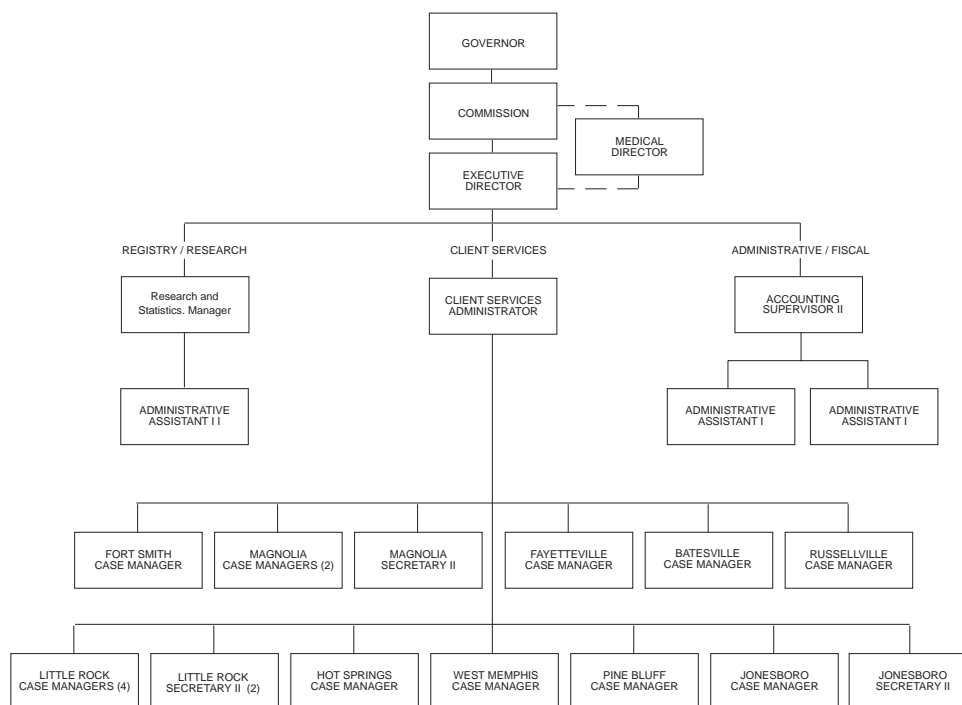 GOVERNOR
COMMISSION
MEDICAL
DIRECTOR
EXECUTIVE
DIRECTOR
REGISTRY / RESEARCH
CLIENT SERVICES
ADMINISTRATIVE / FISCAL
Research and
Statistics. Manager
CLIENT SERVICES
ADMINISTRATOR
ACCOUNTING
SUPERVISOR II
ADMINISTRATIVE
ASSISTANT I I
ADMINISTRATIVE
ASSISTANT I
ADMINISTRATIVE
ASSISTANT I
FORT SMITH
CASE MANAGER
MAGNOLIA
CASE MANAGERS (2)
MAGNOLIA
SECRETARY II
FAYETTEVILLE
CASE MANAGER
BATESVILLE
CASE MANAGER
RUSSELLVILLE
CASE MANAGER
LITTLE ROCK
CASE MANAGERS (4)
LITTLE ROCK
SECRETARY II (2)
HOT SPRINGS
CASE MANAGER
WEST MEMPHIS
CASE MANAGER
PINE BLUFF
CASE MANAGER
JONESBORO
CASE MANAGER
JONESBORO
SECRETARY II